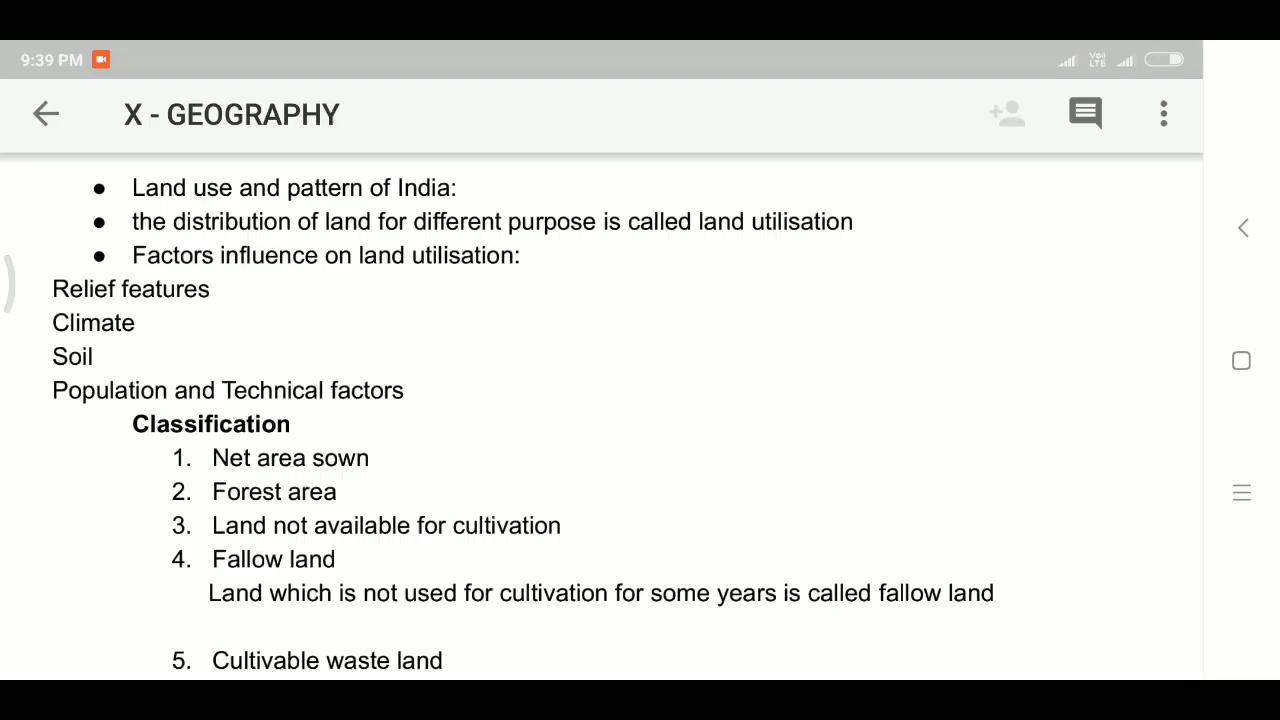 9:39 PM
Voll
LTE
X - GEOGRAPHY
● Land use and pattern of India:
● the distribution of land for different purpose is called land utilisation
● Factors influence on land utilisation:
Relief features
Climate
Soil
Population and Technical factors
Classification
1. Net area sown
2. Forest area
3. Land not available for cultivation
4. Fallow land
Land which is not used for cultivation for some years is called fallow land
5. Cultivable waste land